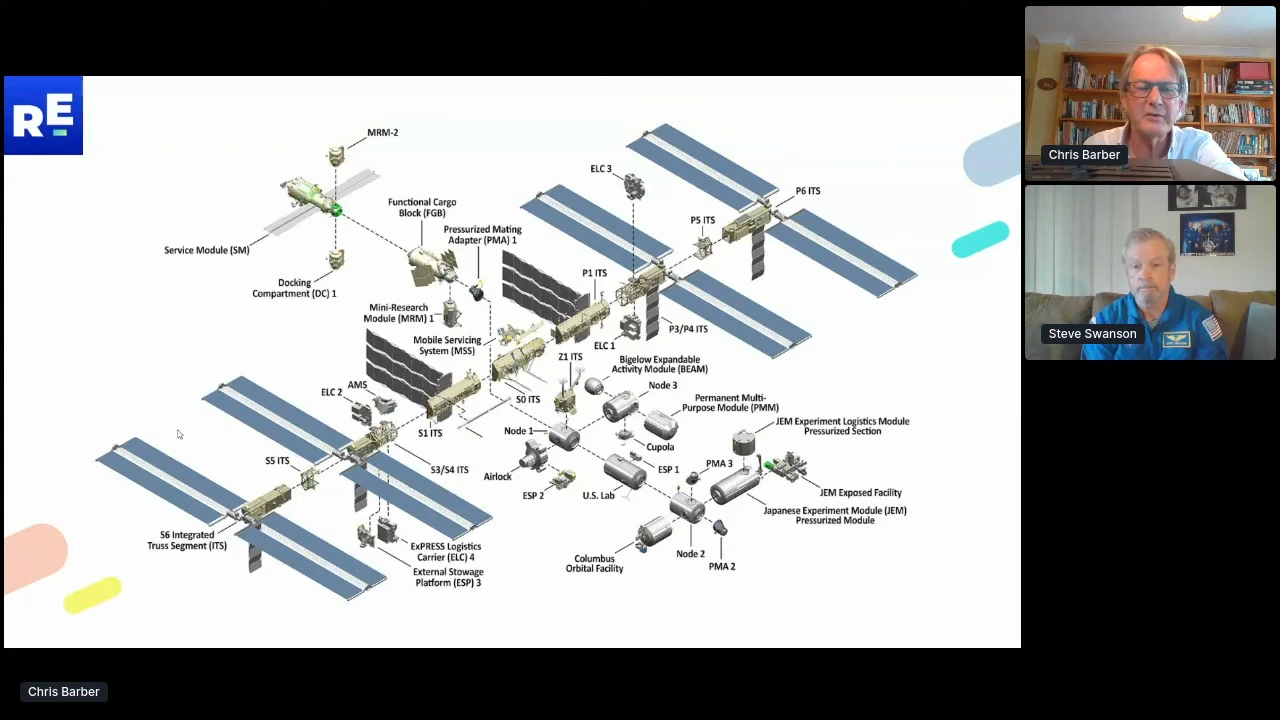 RE
MRM-2
Service Module (SM)
Docking
Compartment (DC) 1
Functional Cargo
Block (FGB)
Pressurized Mating
Adapter (PMA) 1
Mini-Research
Module (MRM) 1
Mobile Servicing
System (MSS)
ELC 3
P6 ITS
P5 ITS
P1 ITS
P3/P4 ITS
ELC 1
Z1 ITS
S0 ITS
Bigelow Expandable
Activity Module (BEAM)
Node 3
Permanent Multi-
Purpose Module (PMM)
Cupola
ELC 2
AMS
S1 ITS
Node 1
Airlock
ESP 2
ESP 1
U.S. Lab
PMA 3
JEM Experiment Logistics Module
Pressurized Section
JEM Exposed Facility
Japanese Experiment Module (JEM)
Pressurized Module
Node 2
PMA 2
Columbus
Orbital Facility
S5 ITS
S3/S4 ITS
S6 Integrated
Truss Segment (ITS)
ExPRESS Logistics
Carrier (ELC) 4
External Stowage
Platform (ESP) 3
Chris Barber
Steve Swanson
Chris Barber